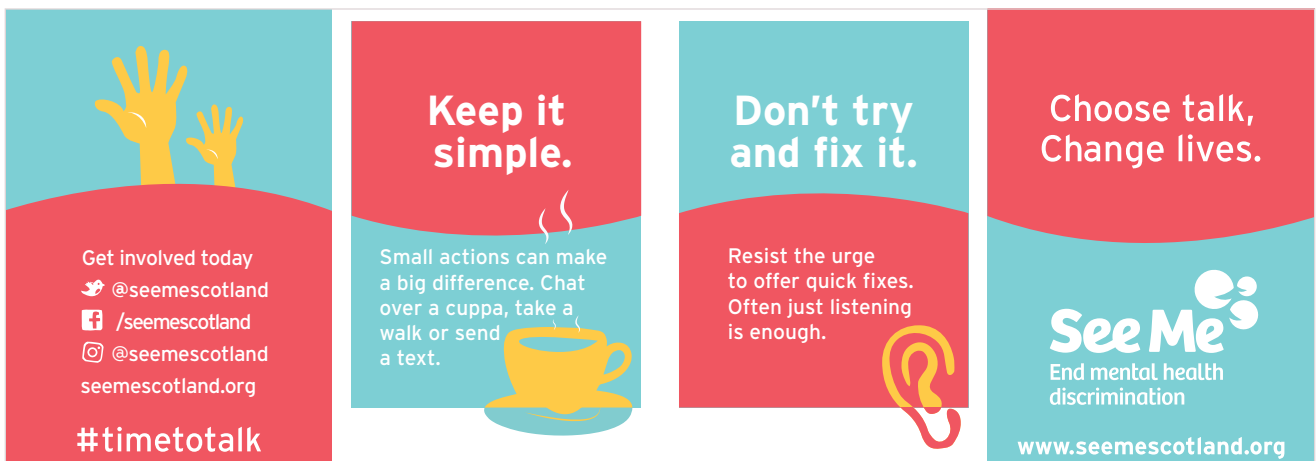 Get involved today
@seemescotland
/seemescotland
@seemescotland
seemescotland.org
#timetotalk
Keep it
simple.
Small actions can make
a big difference. Chat
over a cuppa, take a
walk or send
a text.
Don't try
and fix it.
Resist the urge
to offer quick fixes.
Often just listening
is enough.
Choose talk,
Change lives.
See Me
End mental health
discrimination
www.seemescotland.org